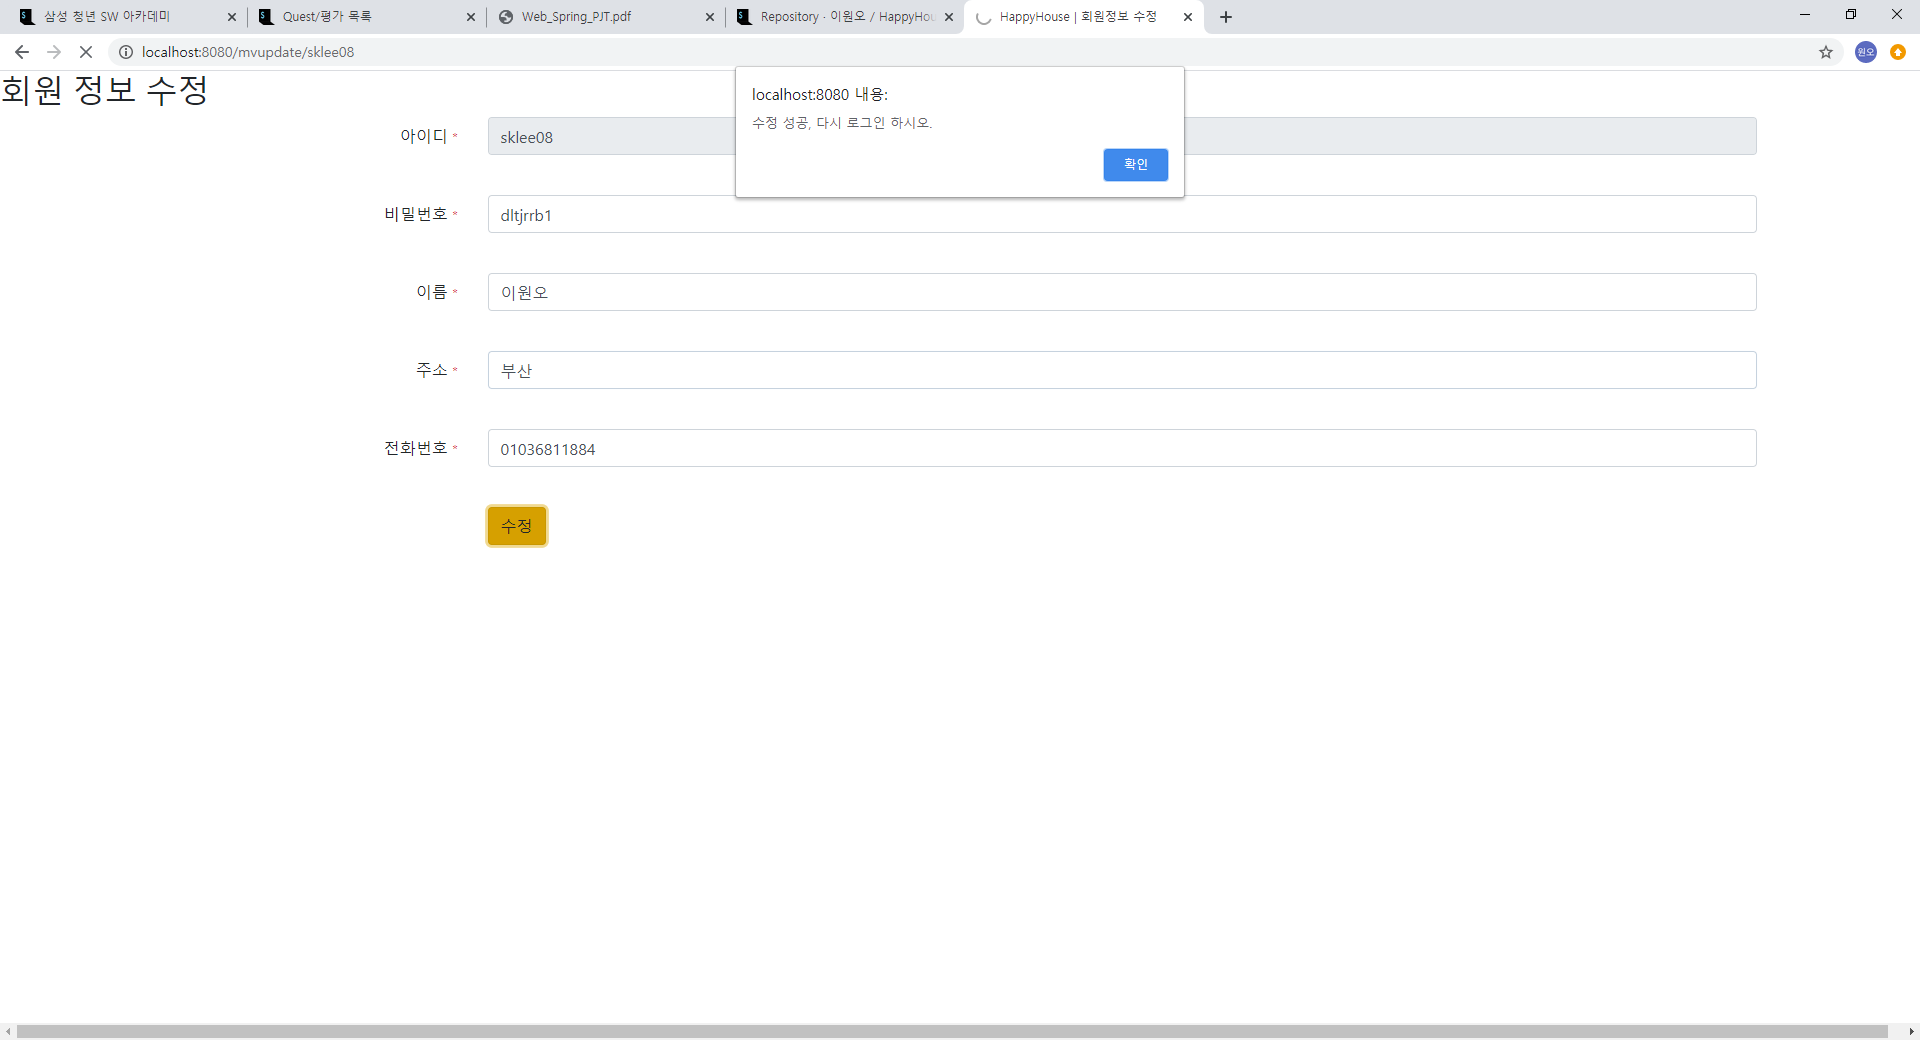 삼성 청년 SW 아카데미
Quest/평가 목록
Web_Spring_PJT.pdf
Repository · 이원오 / HappyHou
HappyHouse | 회원정보 수정
localhost:8080/mvupdate/sklee08
원오
회원 정보 수정
localhost:8080 내용:
수정 성공, 다시 로그인 하시오.
확인
아이디 *
sklee08
비밀번호 *
dltjrrb1
이름 *
이원오
주소 *
부산
전화번호 *
01036811884
수정